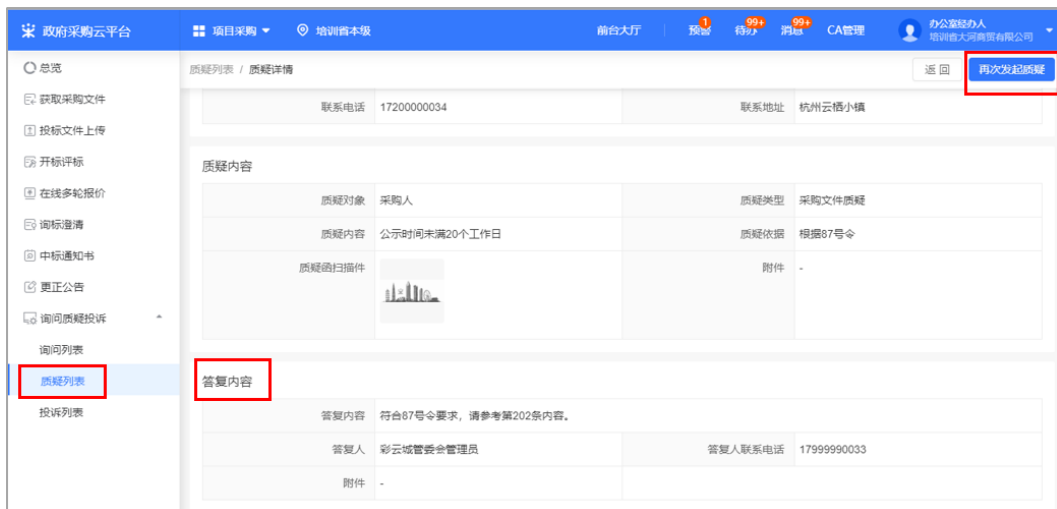 政府采购云平台 项目采购 培训省本级 前台大厅 预警 1 待办 99+ 消息 99+ CA管理 办公室经办人
培训省大河商贸有限公司
总览
质疑列表 / 质疑详情 返回 再次发起质疑
获取采购文件
联系电话 17200000034 联系地址 杭州云栖小镇
投标文件上传
开标评标
质疑内容
在线多轮报价
质疑对象 采购人 质疑类型 采购文件质疑
询标澄清
质疑内容 公示时间未满20个工作日 质疑依据 根据87号令
中标通知书
质疑函扫描件 附件 -
更正公告
询问质疑投诉
询问列表
质疑列表
答复内容
投诉列表
答复内容 符合87号令要求，请参考第202条内容。
答复人 彩云城管委会管理员 答复人联系电话 17999990033
附件 -